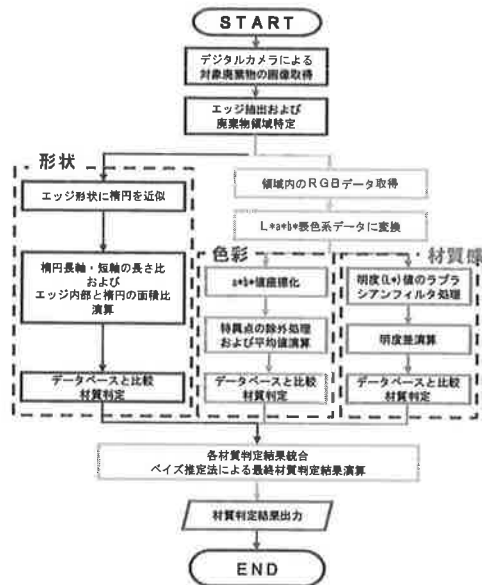 START
デジタルカメラによる
対象廃棄物の画像取得
エッジ抽出および
廃棄物領域特定
形状
エッジ形状に楕円を近似
楕円長軸・短軸の長さ比
および
エッジ内部と楕円の面積比
演算
データベースと比較
材質判定
領域内のRGBデータ取得
L*a*b*表色系データに変換
色彩
a*b*値座標化
特異点の除外処理
および平均値演算
データベースと比較
材質判定
材質感
明度(L*)値のラプラ
シアンフィルタ処理
明度差演算
データベースと比較
材質判定
各材質判定結果統合
ベイズ推定法による最終材質判定結果演算
材質判定結果出力
END